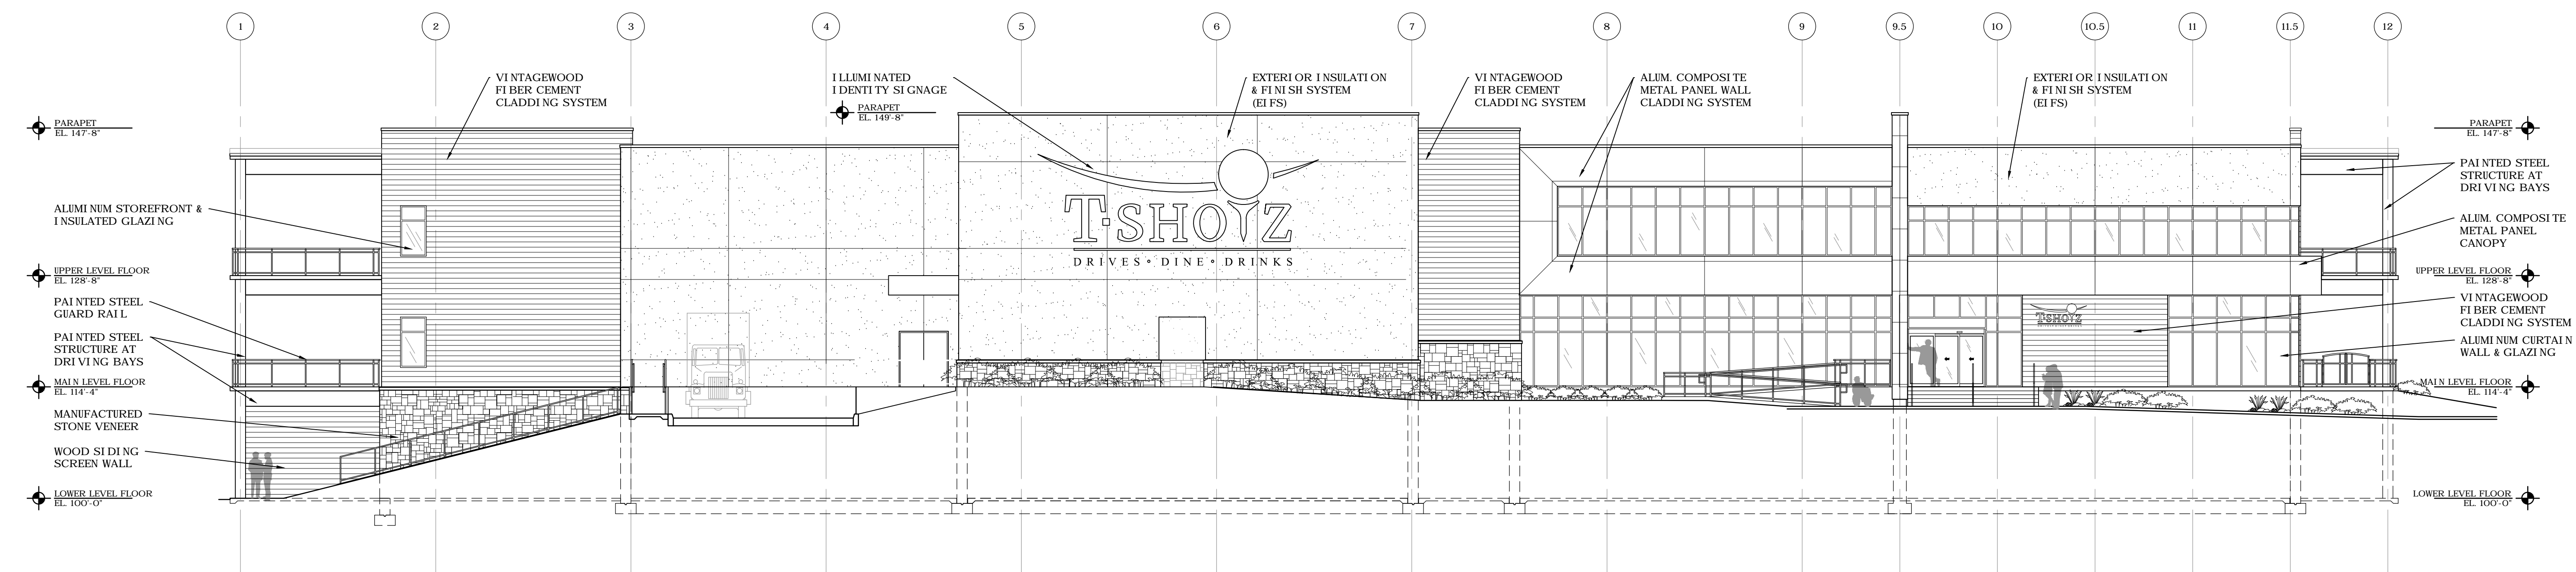 1
2
3
4
5
6
7
8
9
9.5
10
10.5
11
11.5
12
VINTAGEWOOD
FIBER CEMENT
CLADDING SYSTEM
ILLUMINATED
IDENTITY SIGNAGE
PARAPET
EL. 149'-8"
EXTERIOR INSULATION
& FINISH SYSTEM
(EIFS)
VINTAGEWOOD
FIBER CEMENT
CLADDING SYSTEM
ALUM. COMPOSITE
METAL PANEL WALL
CLADDING SYSTEM
EXTERIOR INSULATION
& FINISH SYSTEM
(EIFS)
PARAPET
EL. 147'-8"
ALUMINUM STOREFRONT &
INSULATED GLAZING
UPPER LEVEL FLOOR
EL. 128'-8"
PAINTED STEEL
GUARD RAIL
PAINTED STEEL
STRUCTURE AT
DRIVING BAYS
MAIN LEVEL FLOOR
EL. 114'-4"
MANUFACTURED
STONE VENEER
WOOD SIDING
SCREEN WALL
LOWER LEVEL FLOOR
EL. 100'-0"
T-SHOTZ
DRIVES • DINE • DRINKS
T-SHOTZ
PARAPET
EL. 147'-8"
PAINTED STEEL
STRUCTURE AT
DRIVING BAYS
ALUM. COMPOSITE
METAL PANEL
CANOPY
UPPER LEVEL FLOOR
EL. 128'-8"
VINTAGEWOOD
FIBER CEMENT
CLADDING SYSTEM
ALUMINUM CURTAIN
WALL & GLAZING
MAIN LEVEL FLOOR
EL. 114'-4"
LOWER LEVEL FLOOR
EL. 100'-0"